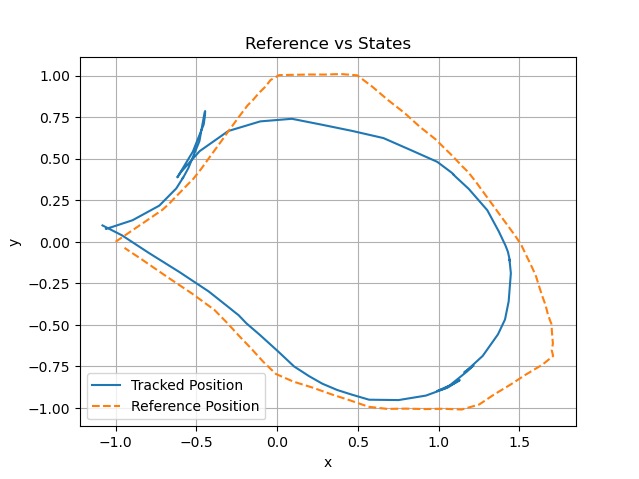 Reference vs States
1.00
0.75
0.50
0.25
0.00
−0.25
−0.50
−0.75
−1.00
y
Tracked Position
Reference Position
−1.0 −0.5 0.0 0.5 1.0 1.5
x